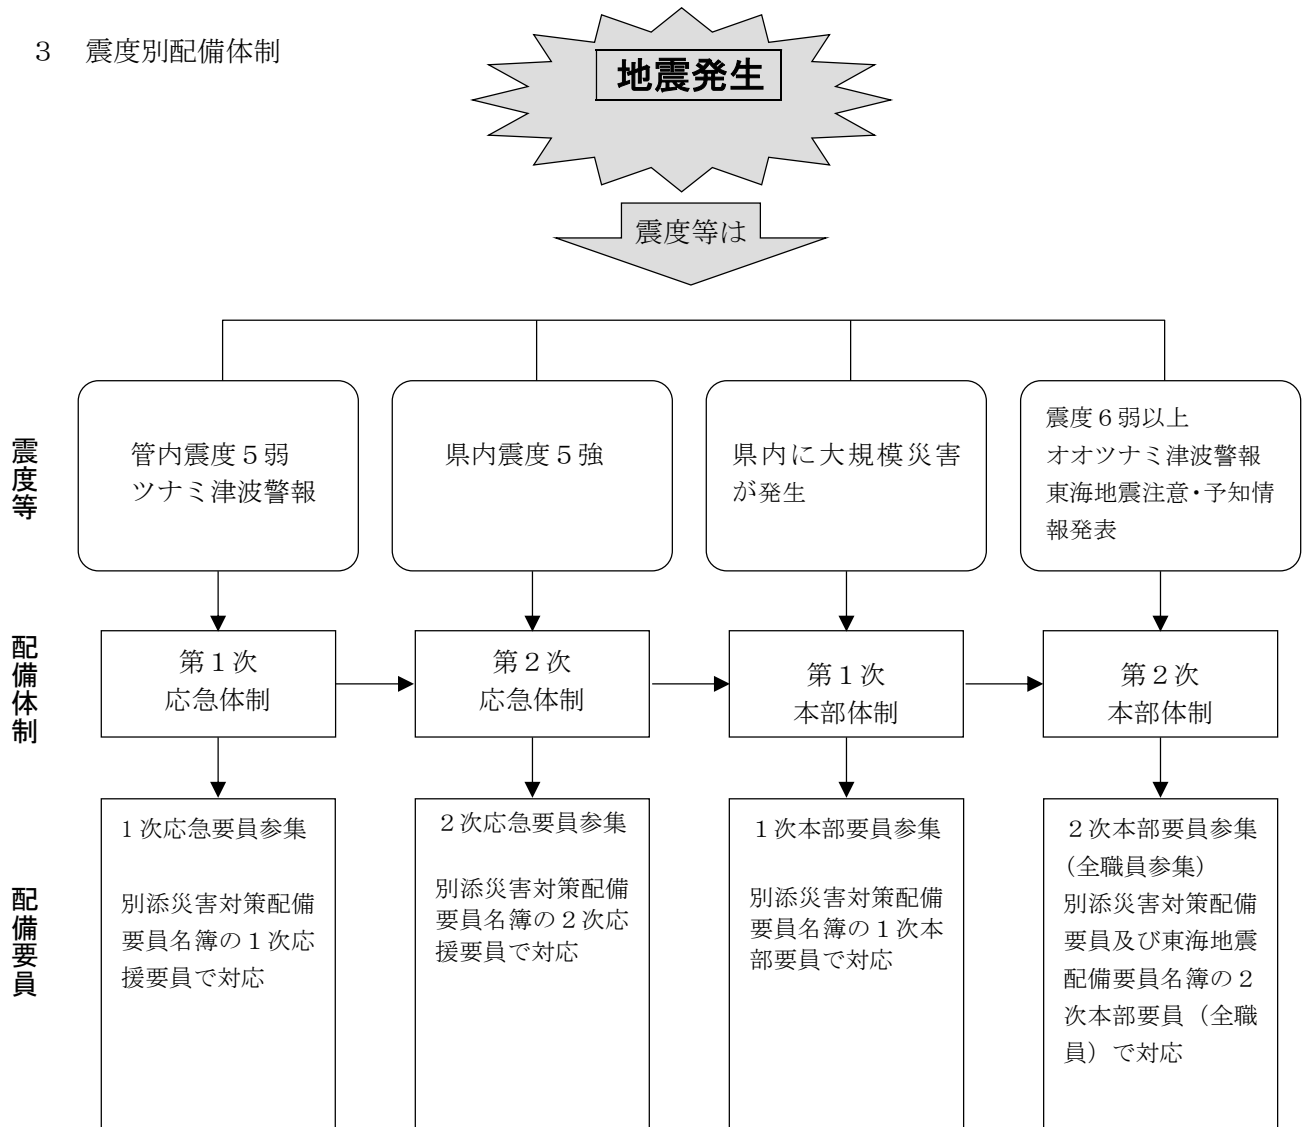 ３　震度別配備体制
地震発生
震度等は
震度等
管内震度５弱
ツナミ津波警報
県内震度５強
県内に大規模災害
が発生
震度６弱以上
オオツナミ津波警報
東海地震注意・予知情
報発表
配備体制
第１次
応急体制
第２次
応急体制
第１次
本部体制
第２次
本部体制
配備要員
1次応急要員参集
別添災害対策配備
要員名簿の１次応
援要員で対応
２次応急要員参集
別添災害対策配備
要員名簿の２次応
援要員で対応
１次本部要員参集
別添災害対策配備
要員名簿の１次本
部要員で対応
２次本部要員参集
(全職員参集)
別添災害対策配備
要員及び東海地震
配備要員名簿の２
次本部要員（全職
員）で対応